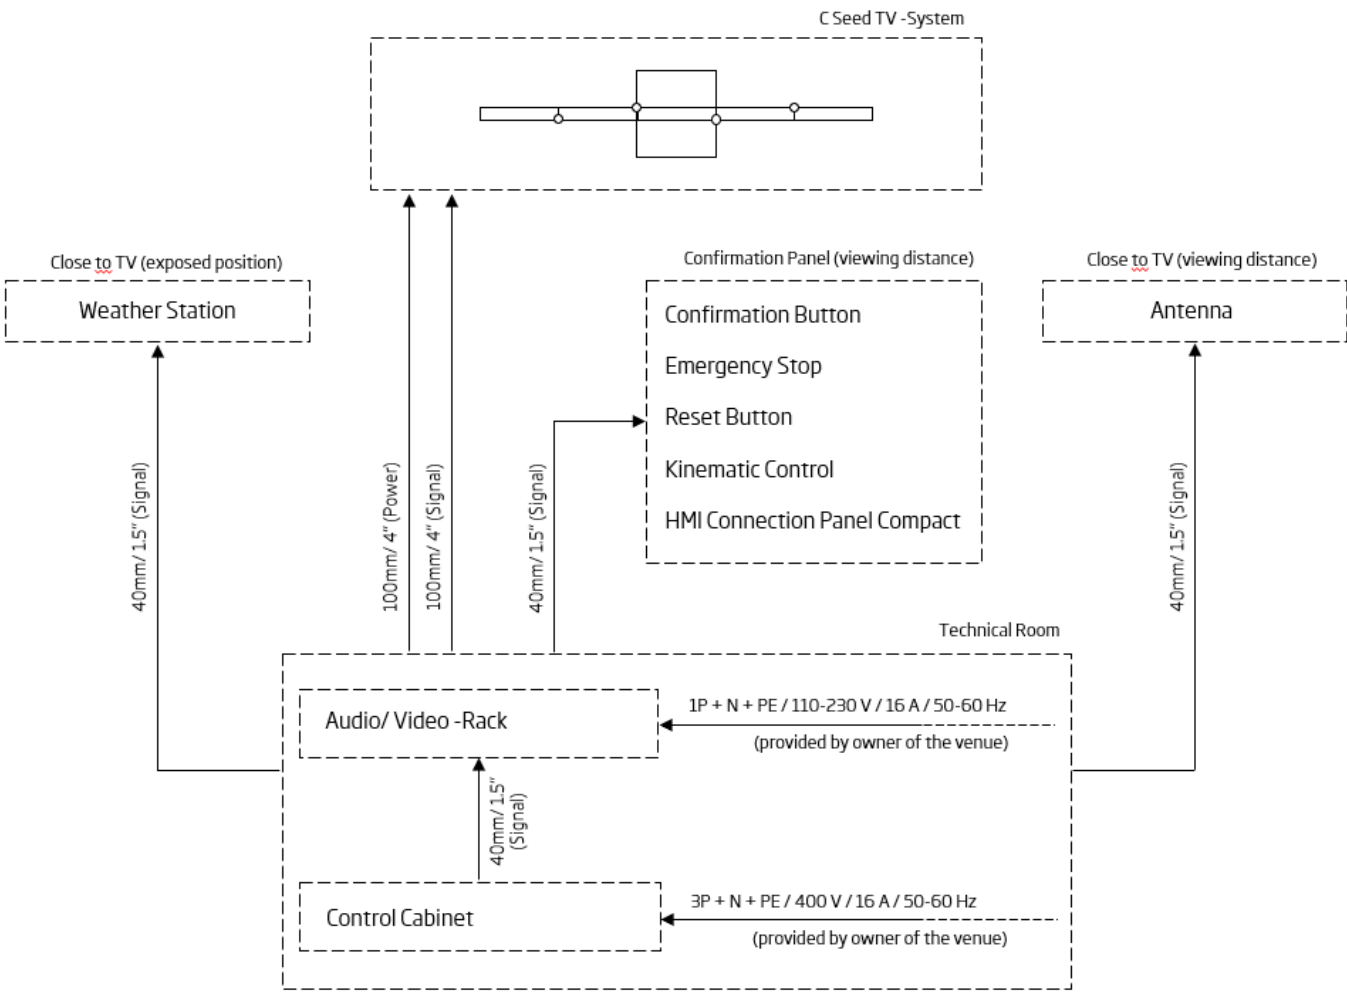 C Seed TV -System
Close to TV (exposed position)
Weather Station
Confirmation Panel (viewing distance)
Confirmation Button
Emergency Stop
Reset Button
Kinematic Control
HMI Connection Panel Compact
Close to TV (viewing distance)
Antenna
40mm/ 1.5“ (Signal)
100mm/ 4“ (Power)
100mm/ 4“ (Signal)
40mm/ 1.5“ (Signal)
40mm/ 1.5“ (Signal)
Technical Room
Audio/ Video -Rack
1P + N + PE / 110-230 V / 16 A / 50-60 Hz
(provided by owner of the venue)
40mm/ 1.5“
(Signal)
Control Cabinet
3P + N + PE / 400 V / 16 A / 50-60 Hz
(provided by owner of the venue)